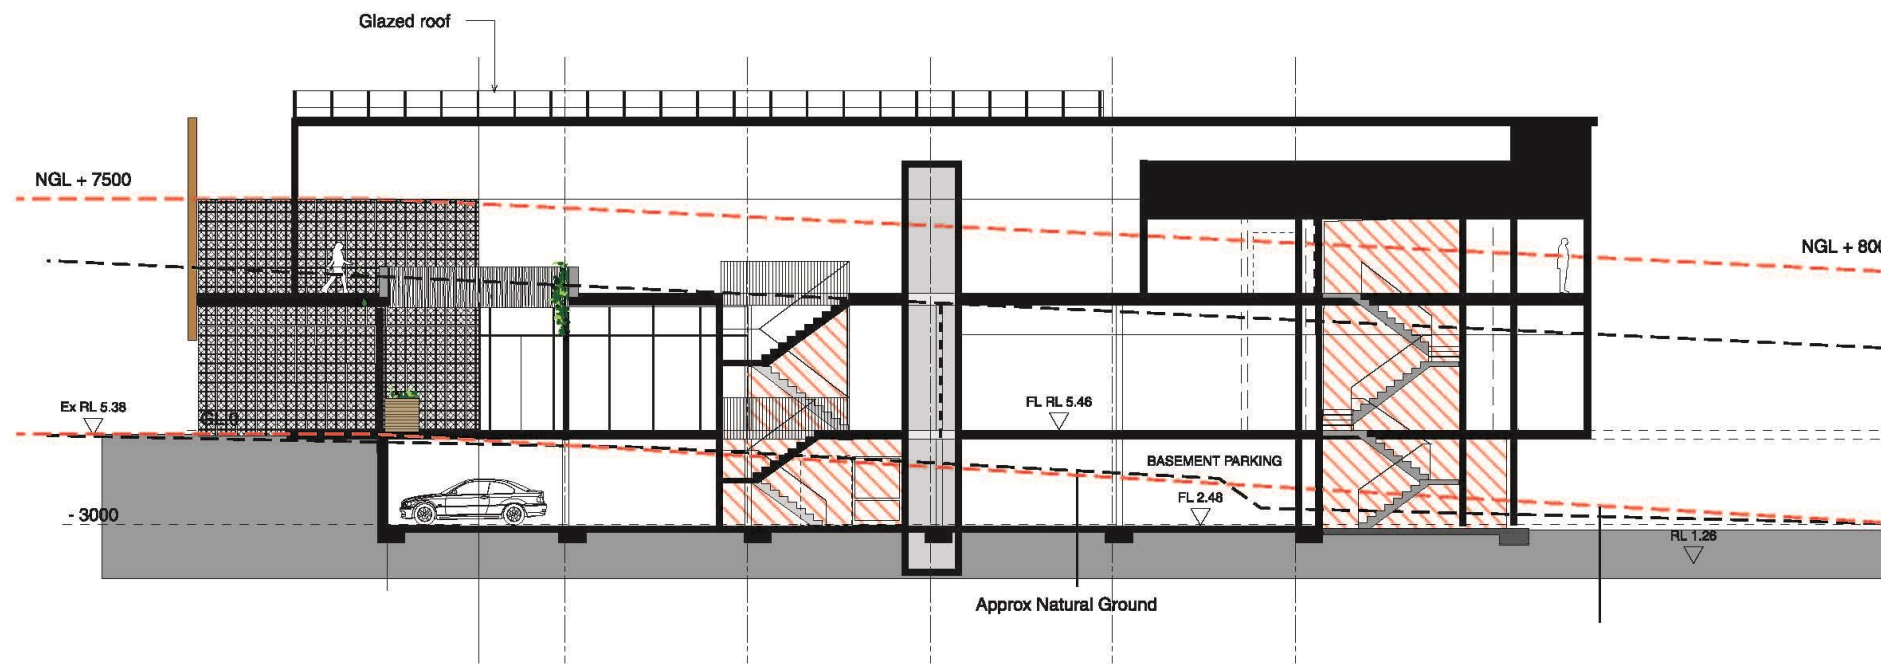 Glazed roof
NGL + 7500
NGL + 800
Ex RL 5.38
FL RL 5.46
BASEMENT PARKING
FL 2.48
- 3000
RL 1.26
Approx Natural Ground